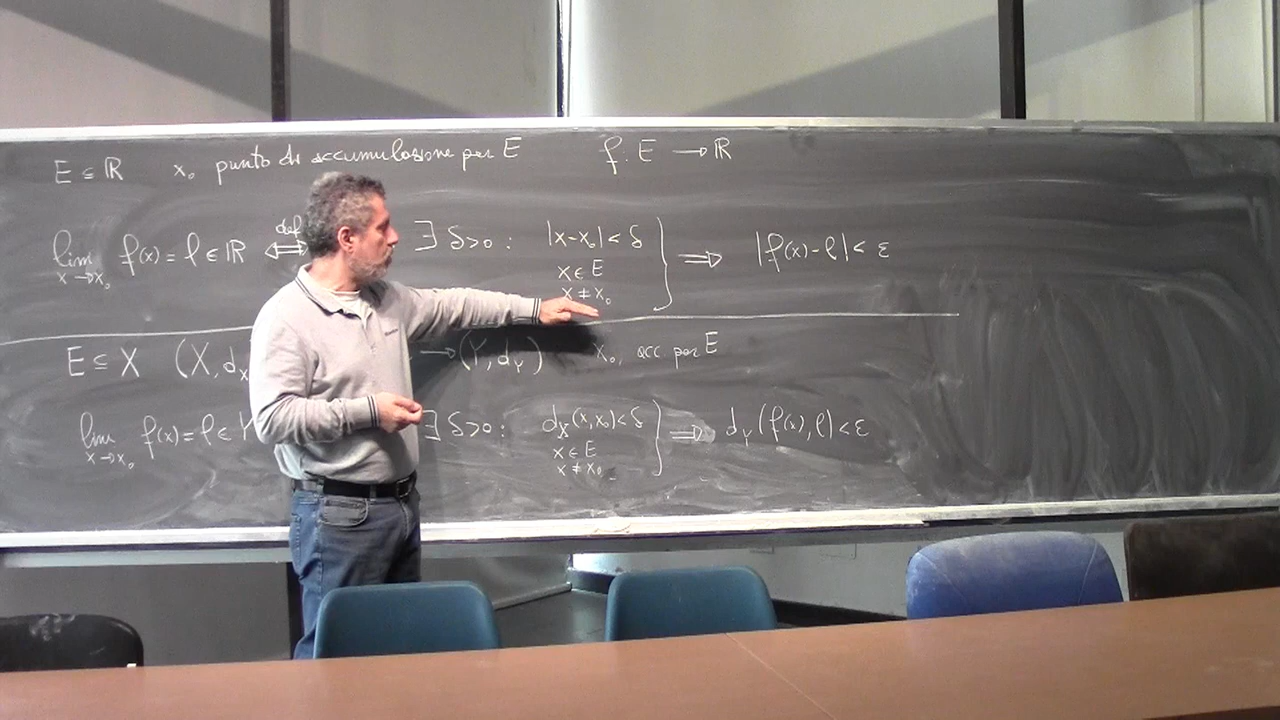 E ⊆ ℝ x₀ punto di accumulazione per E f: E → ℝ
lim f(x) = ℓ ∈ ℝ ⇔ def ∃ δ>0 : |x-x₀| < δ ⇒ |f(x)-ℓ| < ε
x→x₀ x ∈ E
x ≠ x₀
E ⊆ X (X, d_X → (Y, d_Y) x₀, acc per E
lim f(x) = ℓ ∈ Y ∃ δ>0 : d_X(x,x₀) < δ ⇒ d_Y(f(x), ℓ) < ε
x→x₀ x ∈ E
x ≠ x₀